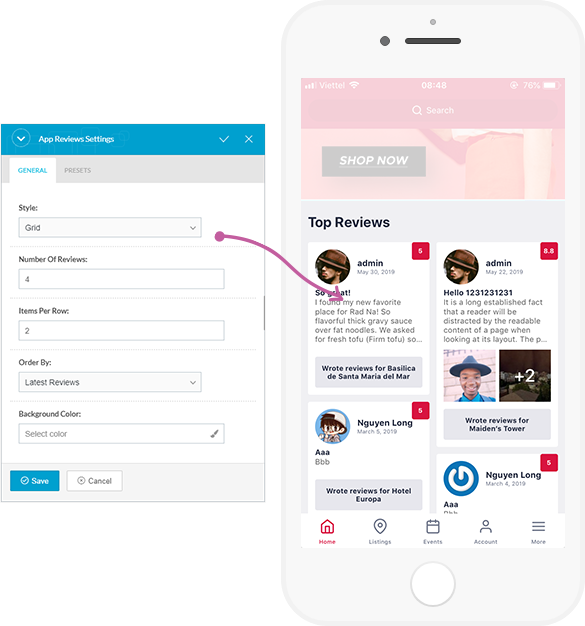 App Reviews Settings
GENERAL
PRESETS
Style:
Grid
Number Of Reviews:
4
Items Per Row:
2
Order By:
Latest Reviews
Background Color:
Select color
Save
Cancel
Viettel
08:48
76%
Search
SHOP NOW
Top Reviews
5
admin
May 30, 2019
So great!
I found my new favorite
place for Rad Na! So
flavorful thick gravy sauce
over fat noodles. We asked
for fresh tofu (Firm tofu) so...
Wrote reviews for Basilica
de Santa Maria del Mar
8.8
admin
May 22, 2019
Hello 1231231231
It is a long established fact
that a reader will be
distracted by the readable
content of a page when
looking at its layout. The p...
+2
Wrote reviews for
Maiden's Tower
5
Nguyen Long
March 5, 2019
Aaa
Bbb
Wrote reviews for Hotel
Europa
5
Nguyen Long
March 4, 2019
Aaa
Home
Listings
Events
Account
More